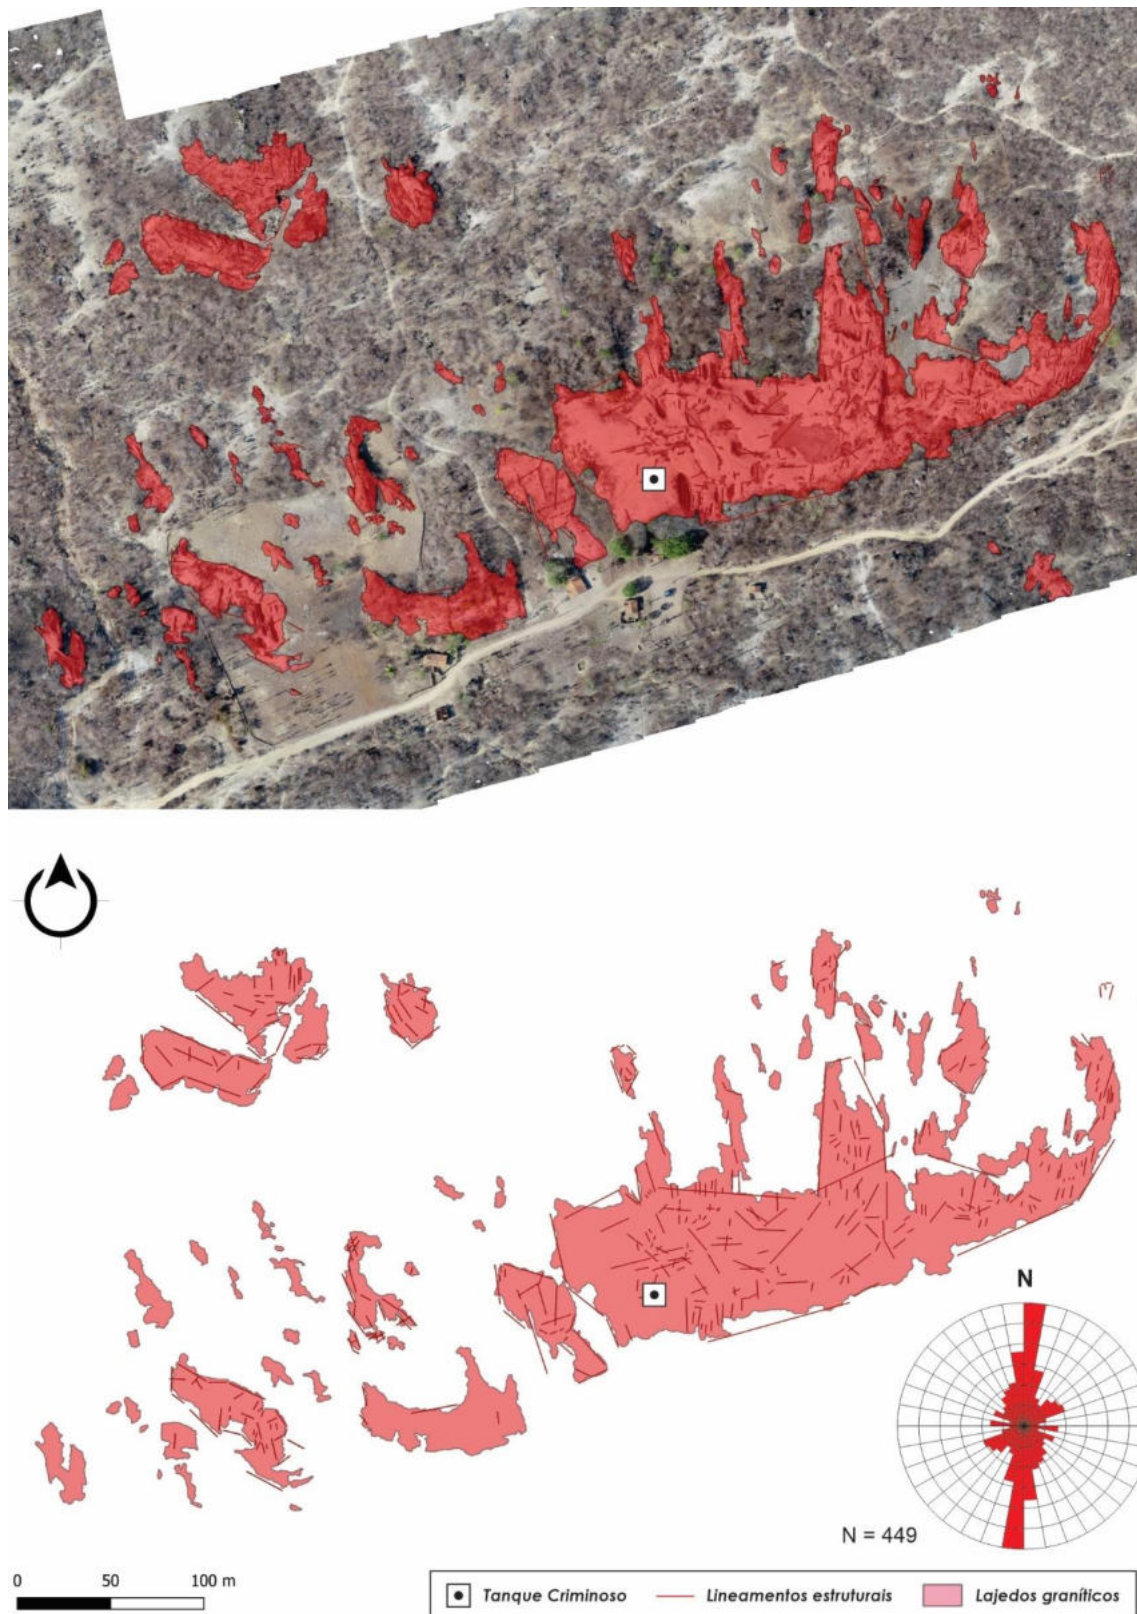 N
N = 449
0 50 100 m
Tanque Criminoso Lineamentos estruturais Lajedos graníticos